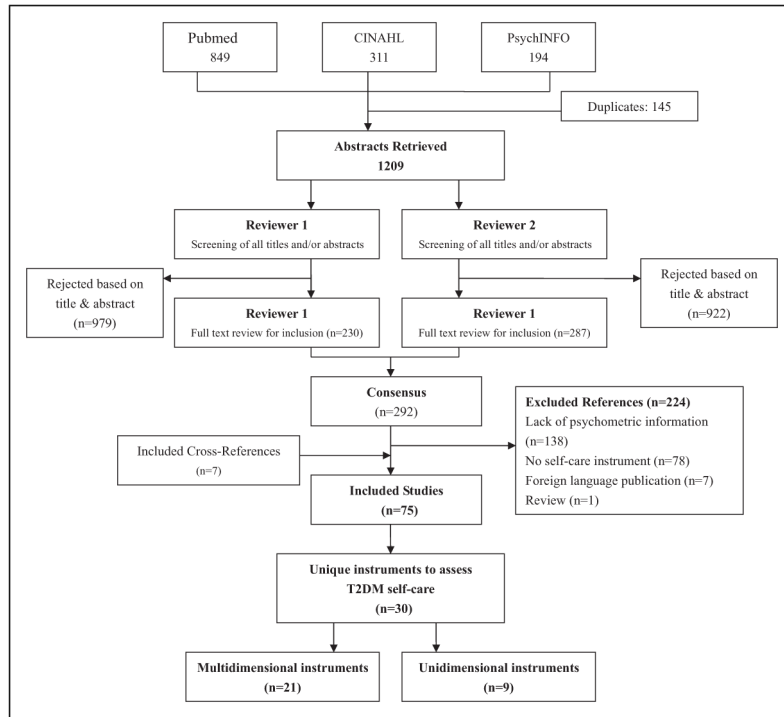 Pubmed
849
CINAHL
311
PsychINFO
194
Duplicates: 145
Abstracts Retrieved
1209
Reviewer 1
Screening of all titles and/or abstracts
Reviewer 2
Screening of all titles and/or abstracts
Rejected based on
title & abstract
(n=979)
Rejected based on
title & abstract
(n=922)
Reviewer 1
Full text review for inclusion (n=230)
Reviewer 1
Full text review for inclusion (n=287)
Consensus
(n=292)
Excluded References (n=224)
Lack of psychometric information
(n=138)
No self-care instrument (n=78)
Foreign language publication (n=7)
Review (n=1)
Included Cross-References
(n=7)
Included Studies
(n=75)
Unique instruments to assess
T2DM self-care
(n=30)
Multidimensional instruments
(n=21)
Unidimensional instruments
(n=9)